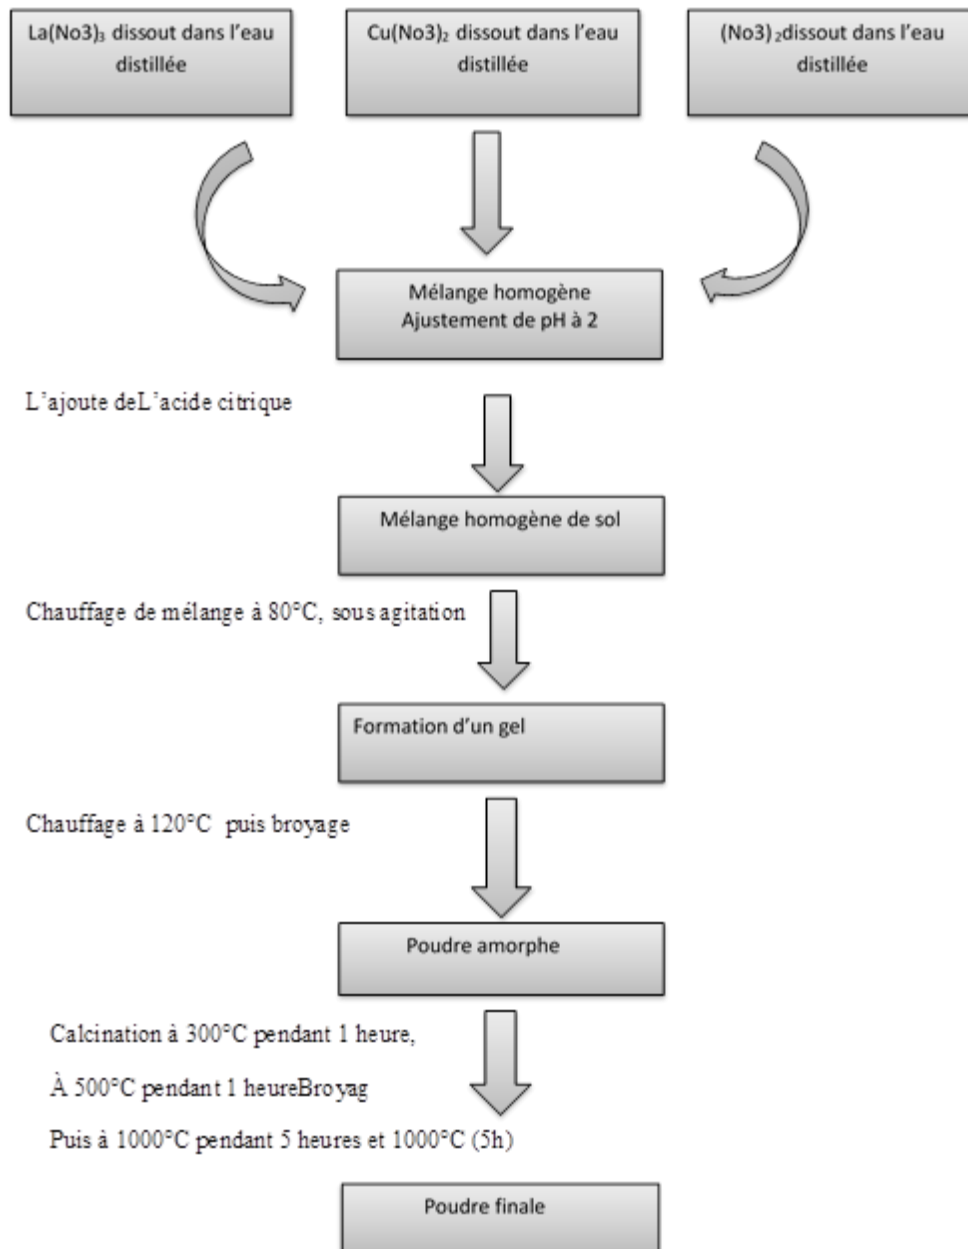 La(No3)₃ dissout dans l'eau
distillée
Cu(No3)₂ dissout dans l'eau
distillée
(No3) ₂dissout dans l'eau
distillée
Mélange homogène
Ajustement de pH à 2
L'ajoute deL'acide citrique
Mélange homogène de sol
Chauffage de mélange à 80°C, sous agitation
Formation d'un gel
Chauffage à 120°C puis broyage
Poudre amorphe
Calcination à 300°C pendant 1 heure,
À 500°C pendant 1 heureBroyag
Puis à 1000°C pendant 5 heures et 1000°C (5h)
Poudre finale